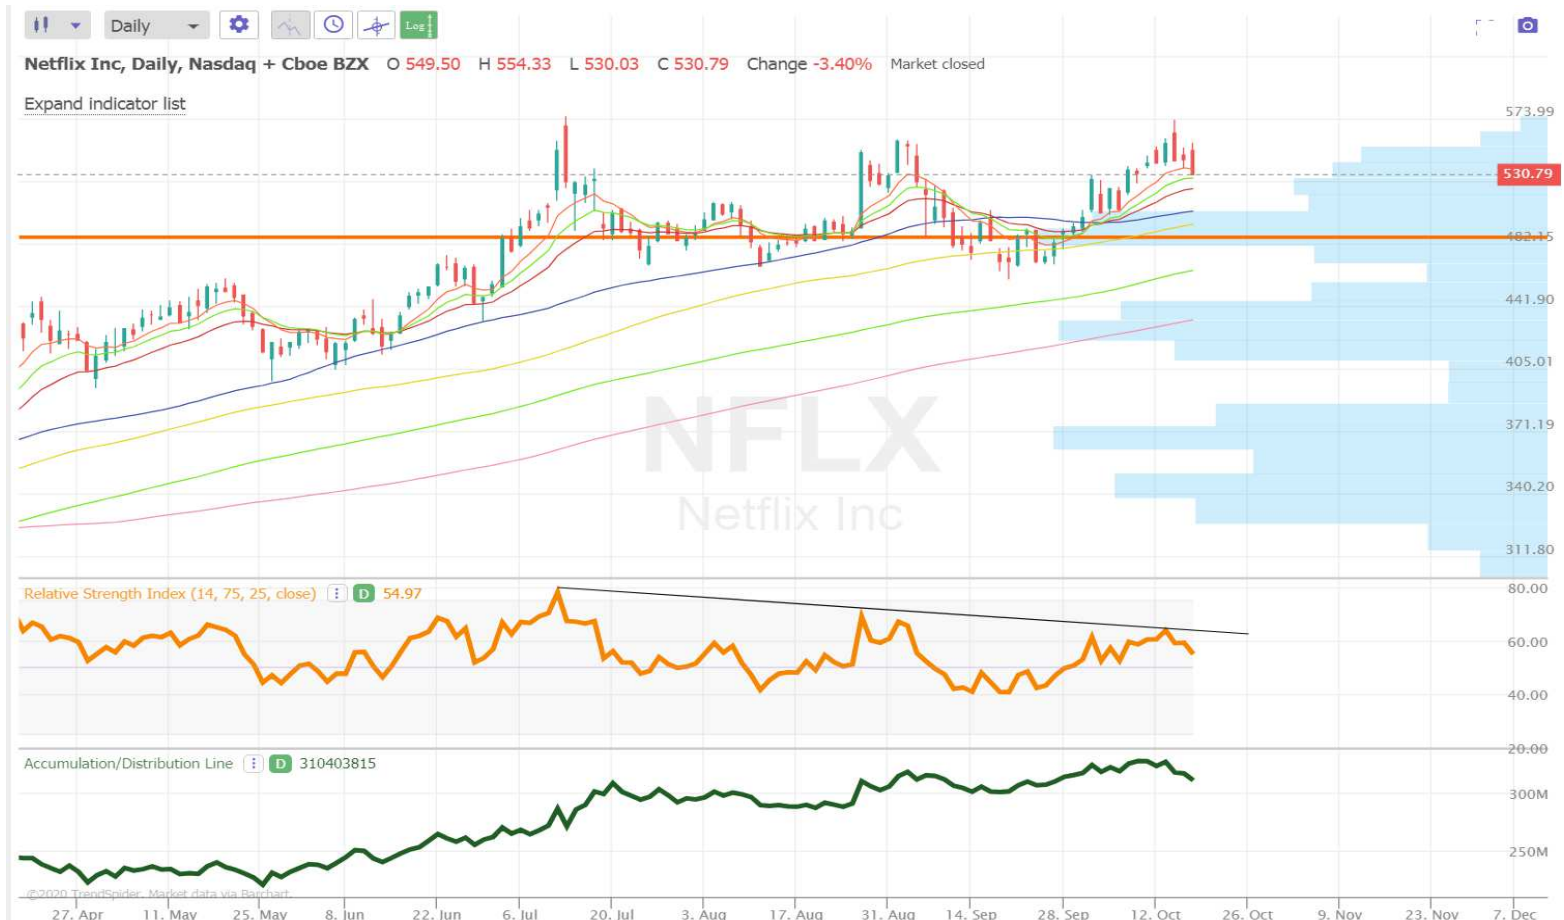 Daily
Log
Netflix Inc, Daily, Nasdaq + Cboe BZX O 549.50 H 554.33 L 530.03 C 530.79 Change -3.40% Market closed
Expand indicator list
573.99
530.79
482.15
441.90
405.01
371.19
340.20
311.80
NFLX
Netflix Inc
Relative Strength Index (14, 75, 25, close) D 54.97
80.00
60.00
40.00
20.00
Accumulation/Distribution Line D 310403815
300M
250M
©2020 TrendSpider, Market data via Barchart.
27. Apr 11. May 25. May 8. Jun 22. Jun 6. Jul 20. Jul 3. Aug 17. Aug 31. Aug 14. Sep 28. Sep 12. Oct 26. Oct 9. Nov 23. Nov 7. Dec